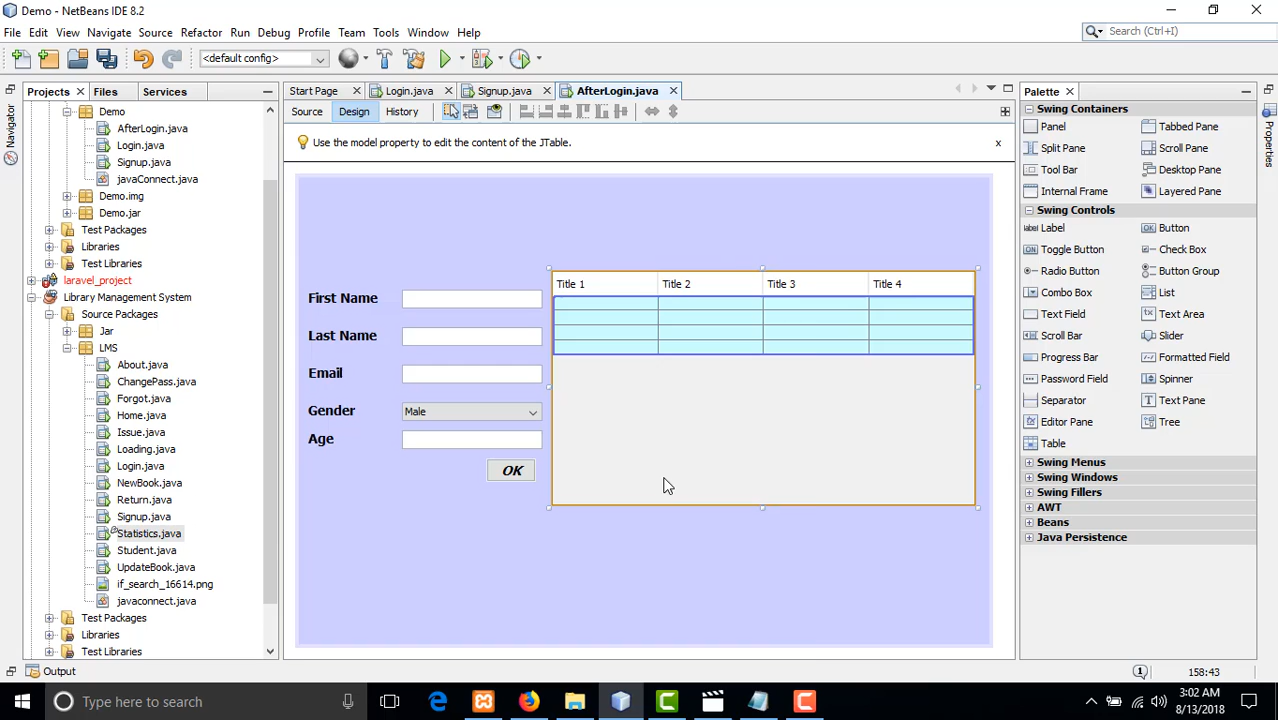 Demo - NetBeans IDE 8.2
File Edit View Navigate Source Refactor Run Debug Profile Team Tools Window Help
Search (Ctrl+I)
<default config>
Projects Files Services
Navigator
Demo
AfterLogin.java
Login.java
Signup.java
javaConnect.java
Demo.img
Demo.jar
Test Packages
Libraries
Test Libraries
laravel_project
Library Management System
Source Packages
Jar
LMS
About.java
ChangePass.java
Forgot.java
Home.java
Issue.java
Loading.java
Login.java
NewBook.java
Return.java
Signup.java
Statistics.java
Student.java
UpdateBook.java
if_search_16614.png
javaconnect.java
Test Packages
Libraries
Test Libraries
Start Page Login.java Signup.java AfterLogin.java
Source Design History
Use the model property to edit the content of the JTable.
x
Title 1 Title 2 Title 3 Title 4
First Name
Last Name
Email
Gender Male
Age
OK
Palette
Properties
Swing Containers
Panel Tabbed Pane
Split Pane Scroll Pane
Tool Bar Desktop Pane
Internal Frame Layered Pane
Swing Controls
label Label OK Button
ON Toggle Button Check Box
Radio Button Button Group
Combo Box List
Text Field Text Area
Scroll Bar Slider
Progress Bar Formatted Field
Password Field Spinner
Separator T Text Pane
Editor Pane Tree
Table
Swing Menus
Swing Windows
Swing Fillers
AWT
Beans
Java Persistence
Output
1
158:43
Type here to search
3:02 AM
8/13/2018